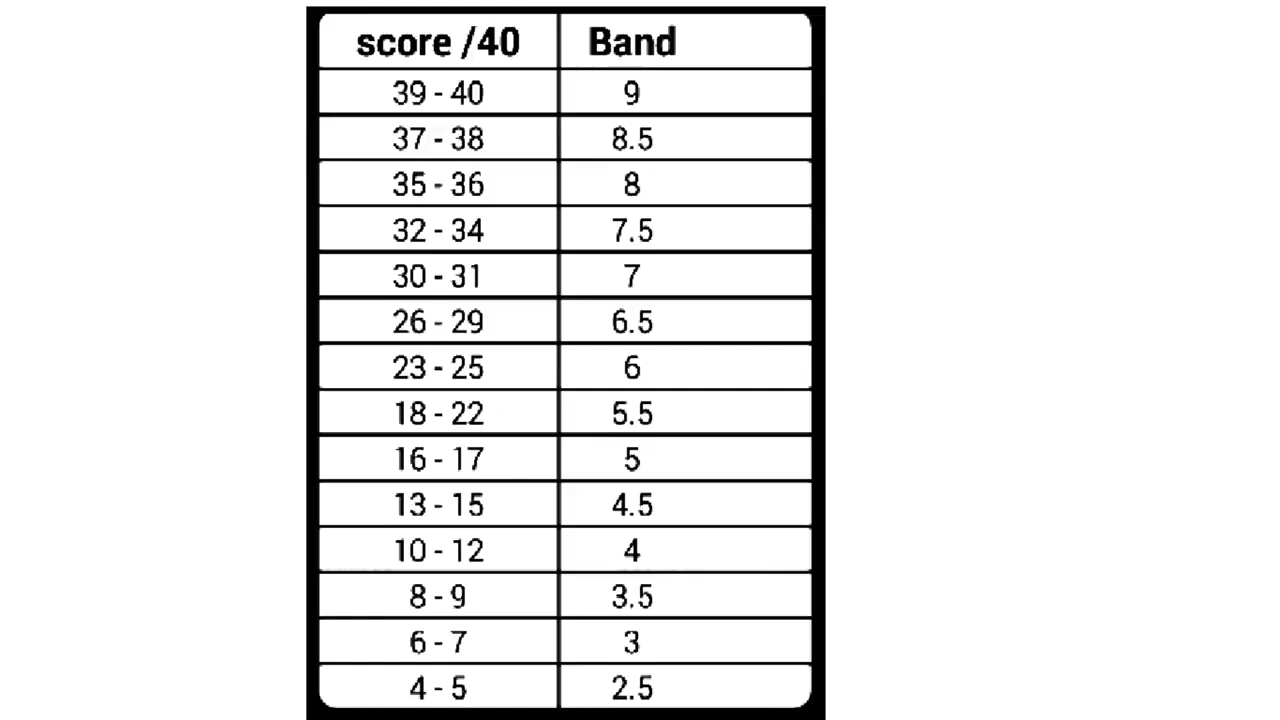 score /40 Band
39 - 40 9
37 - 38 8.5
35 - 36 8
32 - 34 7.5
30 - 31 7
26 - 29 6.5
23 - 25 6
18 - 22 5.5
16 - 17 5
13 - 15 4.5
10 - 12 4
8 - 9 3.5
6 - 7 3
4 - 5 2.5